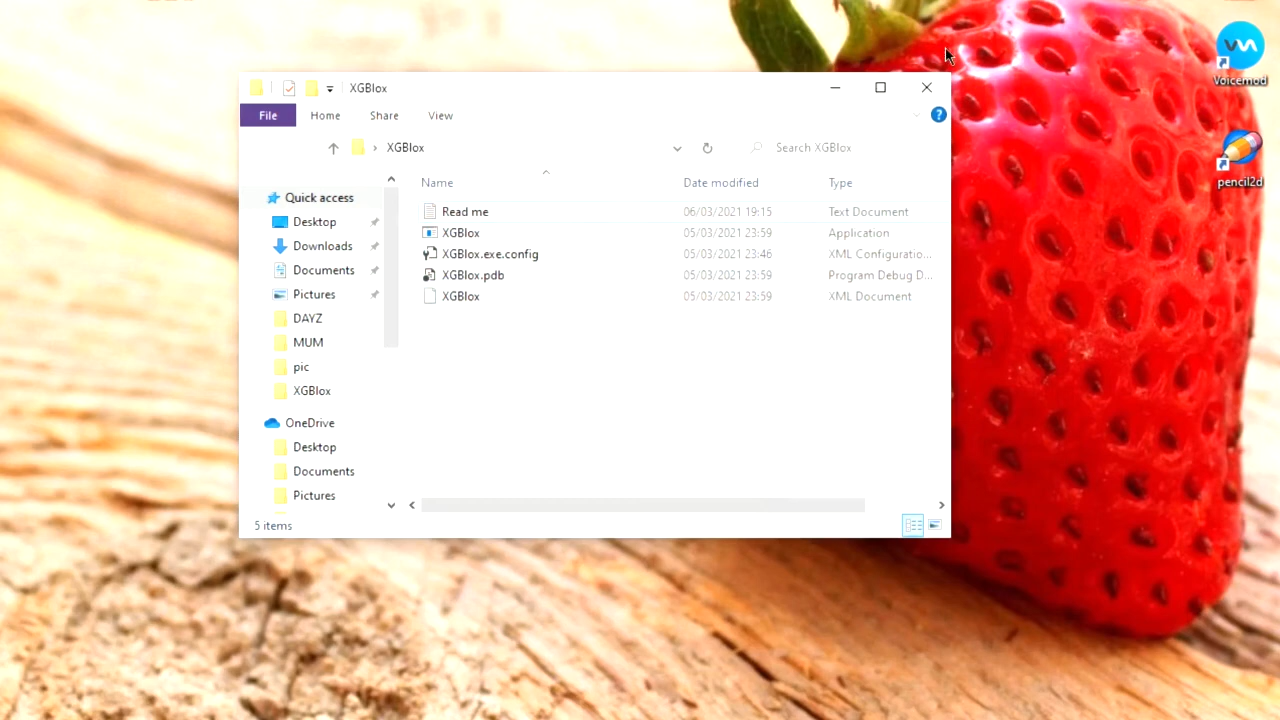 XGBlox
File Home Share View
XGBlox Search XGBlox
Name Date modified Type
Quick access
Desktop
Downloads
Documents
Pictures
DAYZ
MUM
pic
XGBlox
OneDrive
Desktop
Documents
Pictures
Read me 06/03/2021 19:15 Text Document
XGBlox 05/03/2021 23:59 Application
XGBlox.exe.config 05/03/2021 23:46 XML Configuratio...
XGBlox.pdb 05/03/2021 23:59 Program Debug D...
XGBlox 05/03/2021 23:59 XML Document
5 items
Voicemod
pencil2d